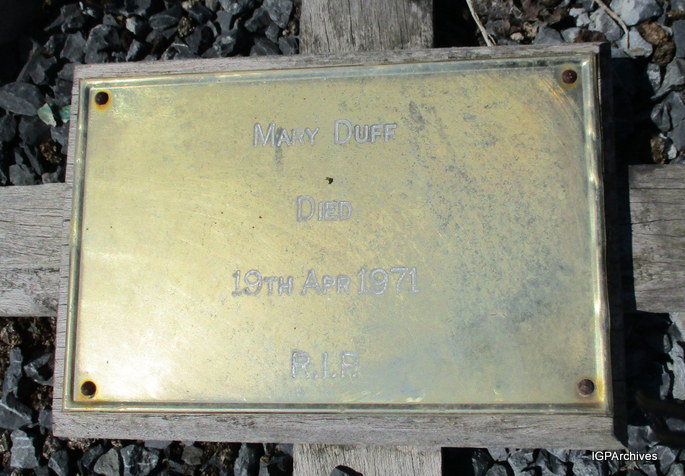 Mary Duff
Died
19th Apr 1971
R.I.P.
IGPArchives